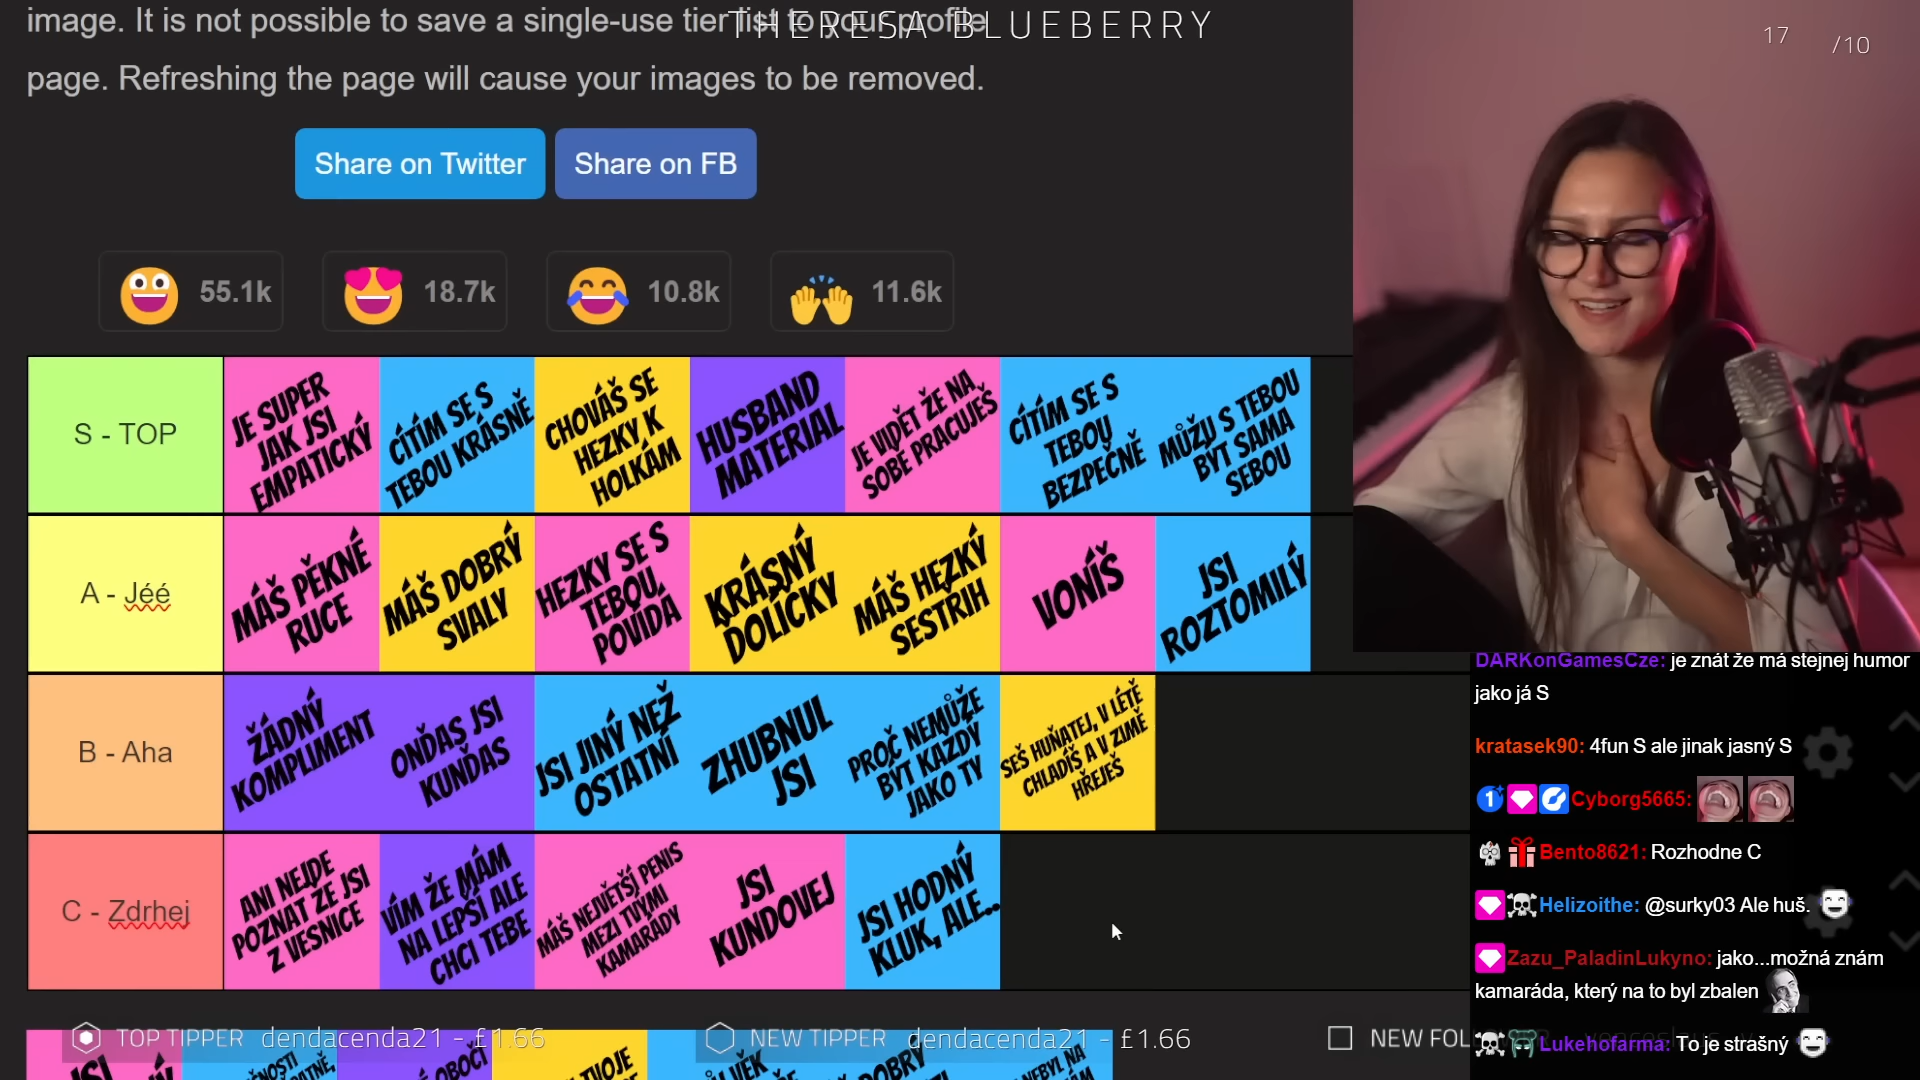 image. It is not possible to save a single-use tier list to your profile
THERESA BLUEBERRY
17 /10
page. Refreshing the page will cause your images to be removed.
Share on Twitter
Share on FB
55.1k
18.7k
10.8k
11.6k
S - TOP
JE SUPER
JAK JSI
EMPATICKÝ
CÍTÍM SE S
TEBOU KRÁSNĚ
CHOVÁŠ SE
HEZKY K
HOLKÁM
HUSBAND
MATERIAL
JE VIDĚT ŽE NA
SOBĚ PRACUJEŠ
CÍTÍM SE S
TEBOU
BEZPEČNĚ
MŮŽU S TEBOU
BÝT SAMA
SEBOU
A - Jéé
MÁŠ PĚKNÉ
RUCE
MÁŠ DOBRÝ
SVALY
HEZKY SE S
TEBOU
POVÍDÁ
KRÁSNÝ
DOLÍČKY
MÁŠ HEZKÝ
SESTŘIH
VONÍŠ
JSI
ROZTOMILÝ
B - Aha
ŽÁDNÝ
KOMPLIMENT
OŇĎAS JSI
KUNĎAS
JSI JINÝ NEŽ
OSTATNÍ
ZHUBNUL
JSI
PROČ NEMŮŽE
BÝT KAŽDÝ
JAKO TY
SEŠ HUŇATEJ, V LÉTĚ
CHLADÍŠ A V ZIMĚ
HŘEJEŠ
C - Zdrhej
ANI NEJDE
POZNAT ŽE JSI
Z VESNICE
VÍM ŽE MÁM
NA LEPŠÍ ALE
CHCI TEBE
MÁŠ NEJVĚTŠÍ PENIS
MEZI TVÝMI
KAMARÁDY
JSI
KUNDOVEJ
JSI HODNÝ
KLUK, ALE...
DARKonGamesCze: je znát že má stejnej humor
jako já S
kratasek90: 4fun S ale jinak jasný S
Cyborg5665:
Bento8621: Rozhodne C
Helizoithe: @surky03 Ale huš.
Zazu_PaladinLukyno: jako...možná znám
kamaráda, který na to byl zbalen
Lukehofarma: To je strašný
TOP TIPPER dendacenda21 - £1.66
NEW TIPPER dendacenda21 - £1.66
NEW FOL
JSI
OBOČÍ
TVOJE
VĚK
DOBRÝ
NEBYL NA